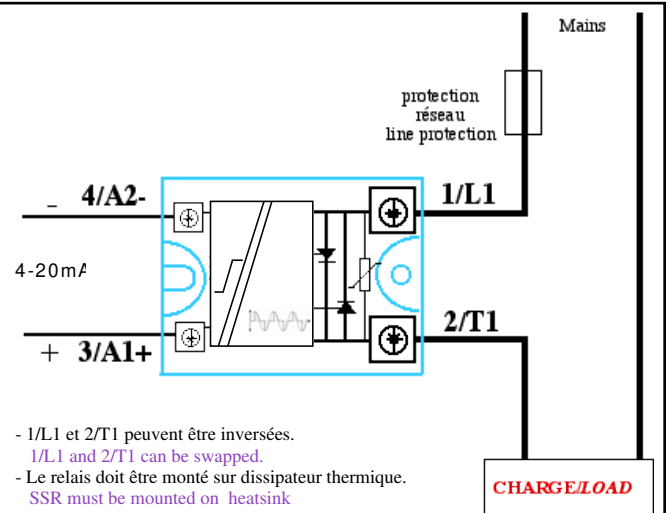 Mains
protection
réseau
line protection
– 4/A2-
1/L1
4-20mA
+ 3/A1+
2/T1
- 1/L1 et 2/T1 peuvent être inversées.
1/L1 and 2/T1 can be swapped.
- Le relais doit être monté sur dissipateur thermique.
SSR must be mounted on heatsink
CHARGE/LOAD